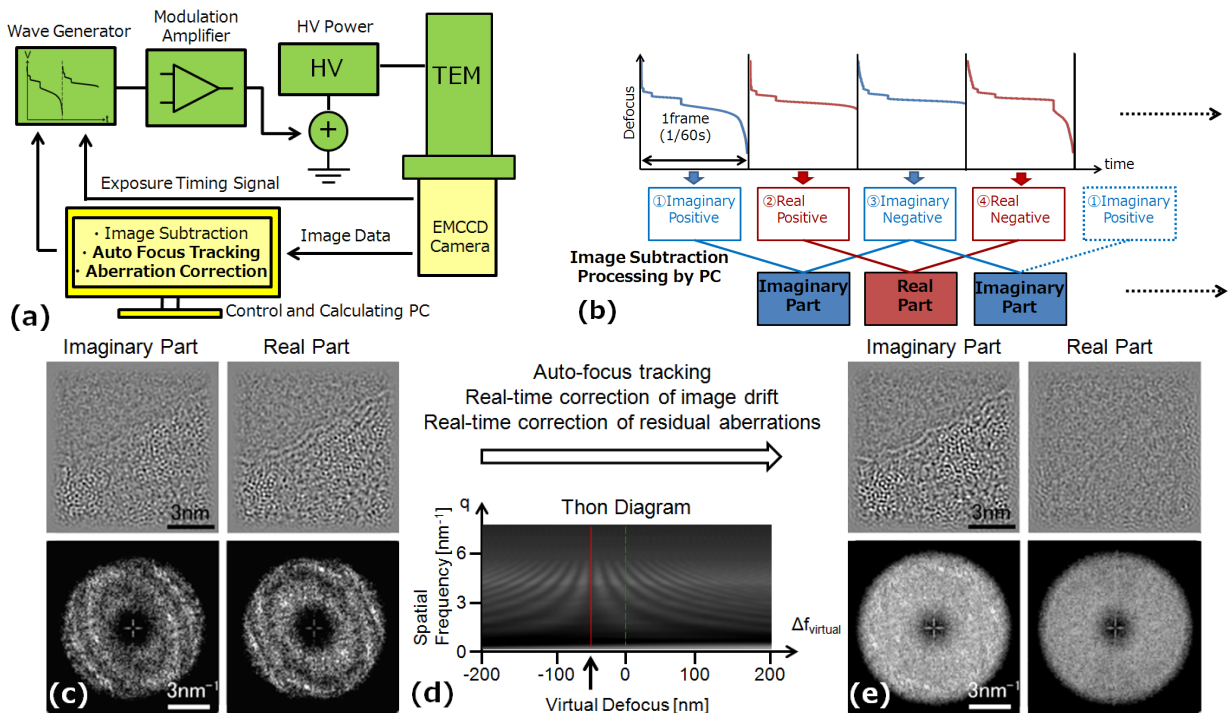 Wave Generator
Modulation
Amplifier
HV Power
V
t
HV
TEM
+
Exposure Timing Signal
EMCCD
Camera
Image Data
・Image Subtraction
・Auto Focus Tracking
・Aberration Correction
Control and Calculating PC
(a)
Defocus
1frame
(1/60s)
time
①Imaginary
Positive
②Real
Positive
③Imaginary
Negative
④Real
Negative
①Imaginary
Positive
Image Subtraction
Processing by PC
Imaginary
Part
Real
Part
Imaginary
Part
(b)
Imaginary Part
Real Part
3nm
3nm⁻¹
(c)
Auto-focus tracking
Real-time correction of image drift
Real-time correction of residual aberrations
q
Thon Diagram
Spatial
Frequency [nm⁻¹]
6
3
0
-200
-100
0
100
200
Δfvirtual
Virtual Defocus [nm]
(d)
Imaginary Part
Real Part
3nm
3nm⁻¹
(e)